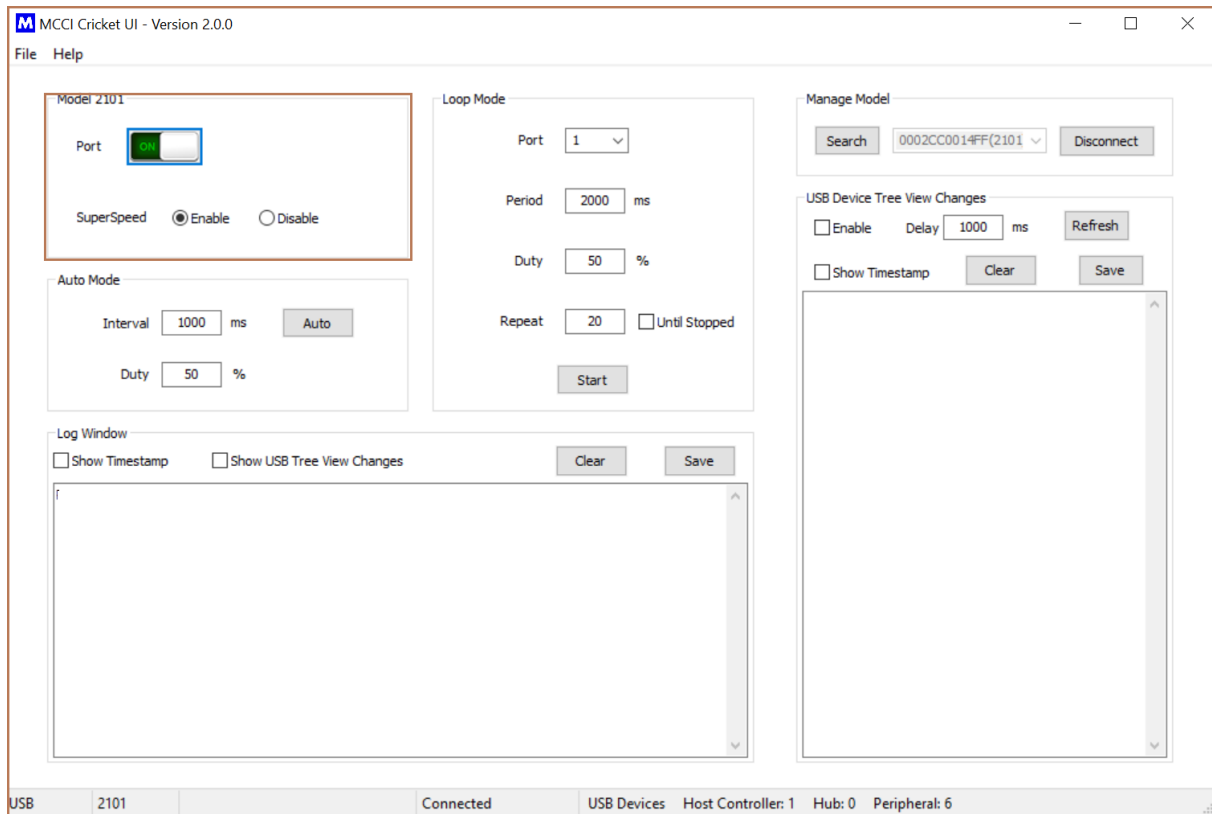 M MCCI Cricket UI - Version 2.0.0
File Help
Model 2101
Port ON
SuperSpeed Enable Disable
Auto Mode
Interval 1000 ms Auto
Duty 50 %
Loop Mode
Port 1
Period 2000 ms
Duty 50 %
Repeat 20 Until Stopped
Start
Manage Model
Search 0002CC0014FF(2101 Disconnect
USB Device Tree View Changes
Enable Delay 1000 ms Refresh
Show Timestamp Clear Save
Log Window
Show Timestamp Show USB Tree View Changes Clear Save
USB 2101 Connected USB Devices Host Controller: 1 Hub: 0 Peripheral: 6